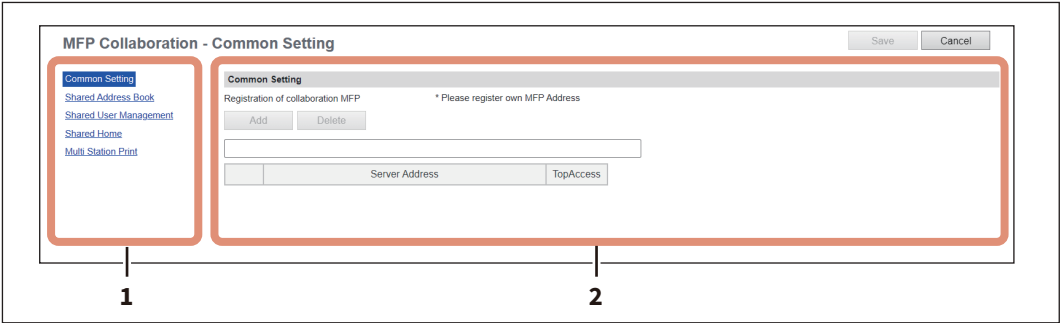 MFP Collaboration - Common Setting
Save Cancel
Common Setting
Shared Address Book
Shared User Management
Shared Home
Multi Station Print
Common Setting
Registration of collaboration MFP * Please register own MFP Address
Add Delete
Server Address TopAccess
1 2